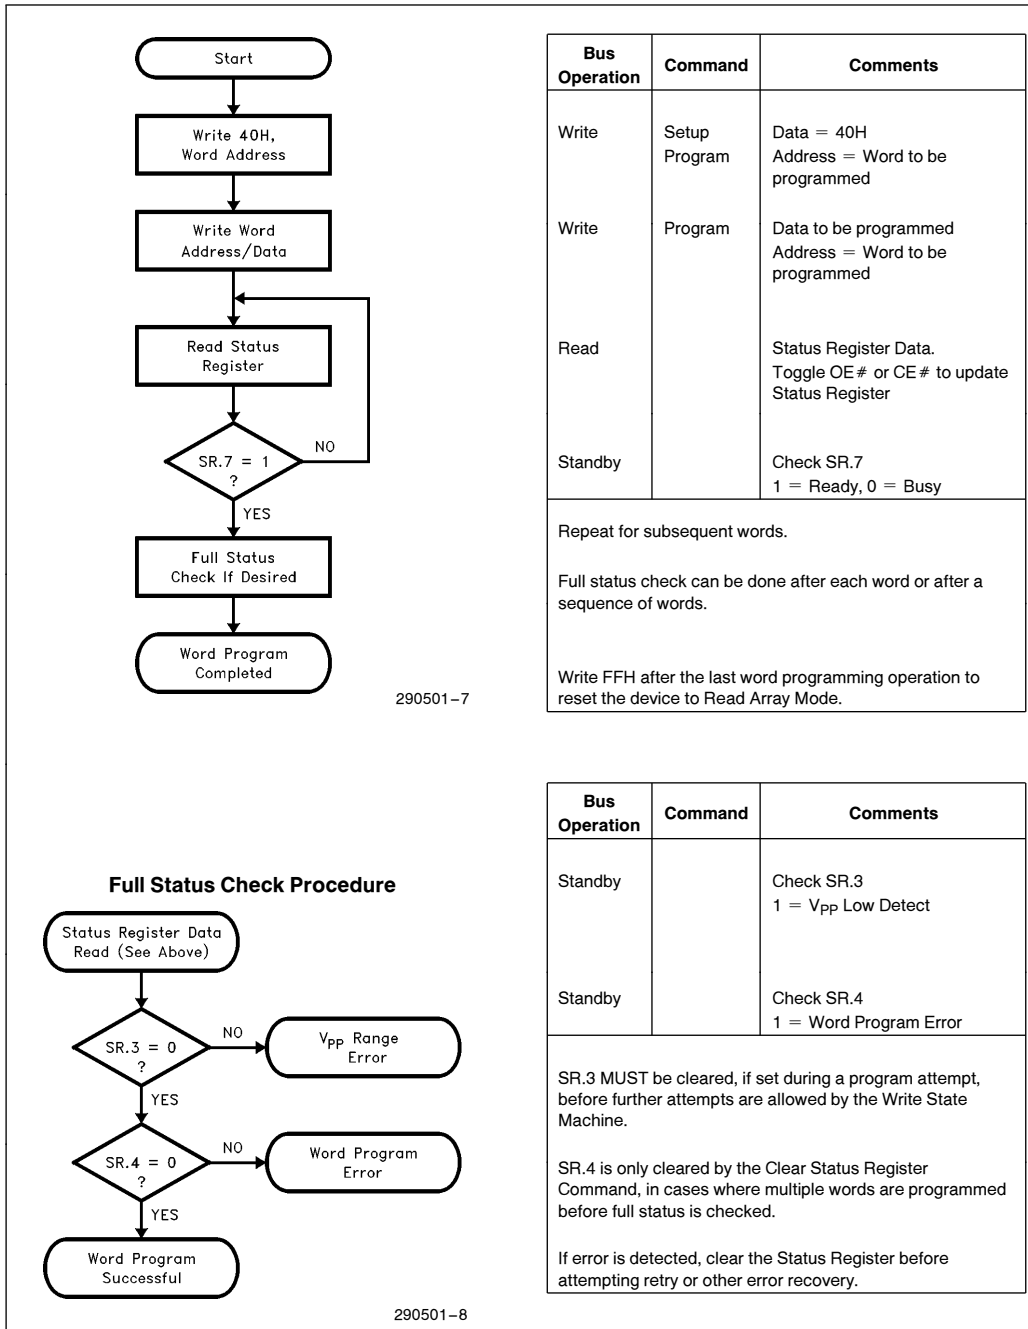 Start
Write 40H,
Word Address
Write Word
Address/Data
Read Status
Register
SR.7 = 1
?
NO
YES
Full Status
Check If Desired
Word Program
Completed
290501–7
Bus
Operation
Command
Comments
Write
Setup
Program
Data = 40H
Address = Word to be
programmed
Write
Program
Data to be programmed
Address = Word to be
programmed
Read
Status Register Data.
Toggle OE# or CE# to update
Status Register
Standby
Check SR.7
1 = Ready, 0 = Busy
Repeat for subsequent words.
Full status check can be done after each word or after a
sequence of words.
Write FFH after the last word programming operation to
reset the device to Read Array Mode.
Full Status Check Procedure
Status Register Data
Read (See Above)
SR.3 = 0
?
NO
VPP Range
Error
YES
SR.4 = 0
?
NO
Word Program
Error
YES
Word Program
Successful
290501–8
Bus
Operation
Command
Comments
Standby
Check SR.3
1 = VPP Low Detect
Standby
Check SR.4
1 = Word Program Error
SR.3 MUST be cleared, if set during a program attempt,
before further attempts are allowed by the Write State
Machine.
SR.4 is only cleared by the Clear Status Register
Command, in cases where multiple words are programmed
before full status is checked.
If error is detected, clear the Status Register before
attempting retry or other error recovery.